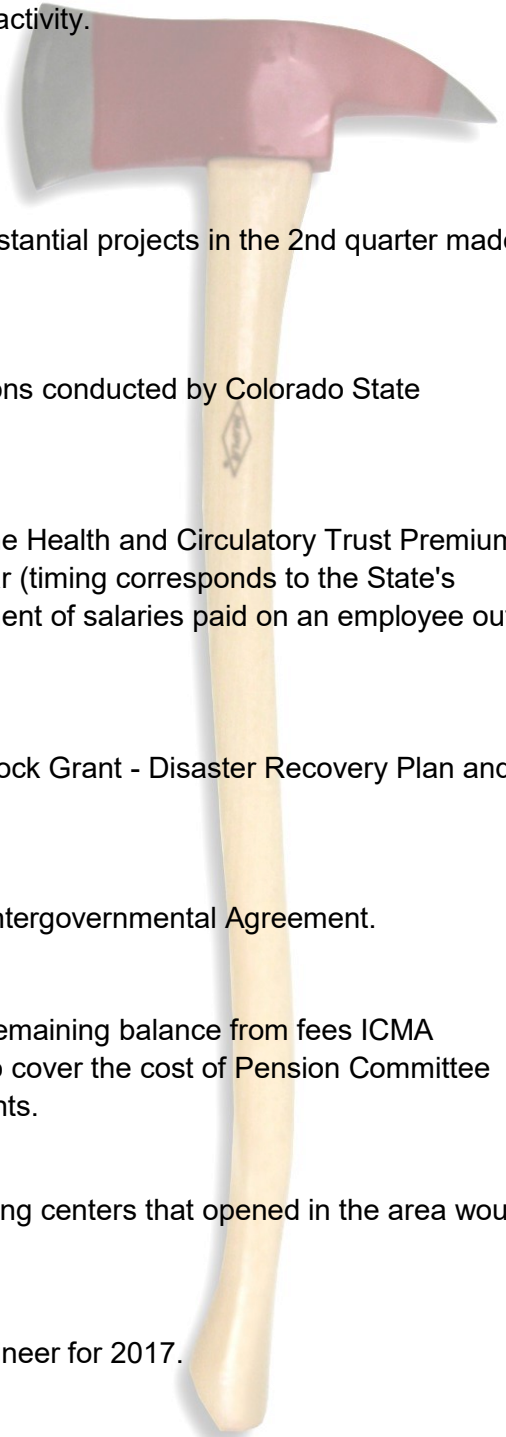 activity.
stantial projects in the 2nd quarter made
ons conducted by Colorado State
e Health and Circulatory Trust Premium
r (timing corresponds to the State's
ent of salaries paid on an employee out
ock Grant - Disaster Recovery Plan and
ntergovernmental Agreement.
emaining balance from fees ICMA
o cover the cost of Pension Committee
nts.
ng centers that opened in the area wou
neer for 2017.